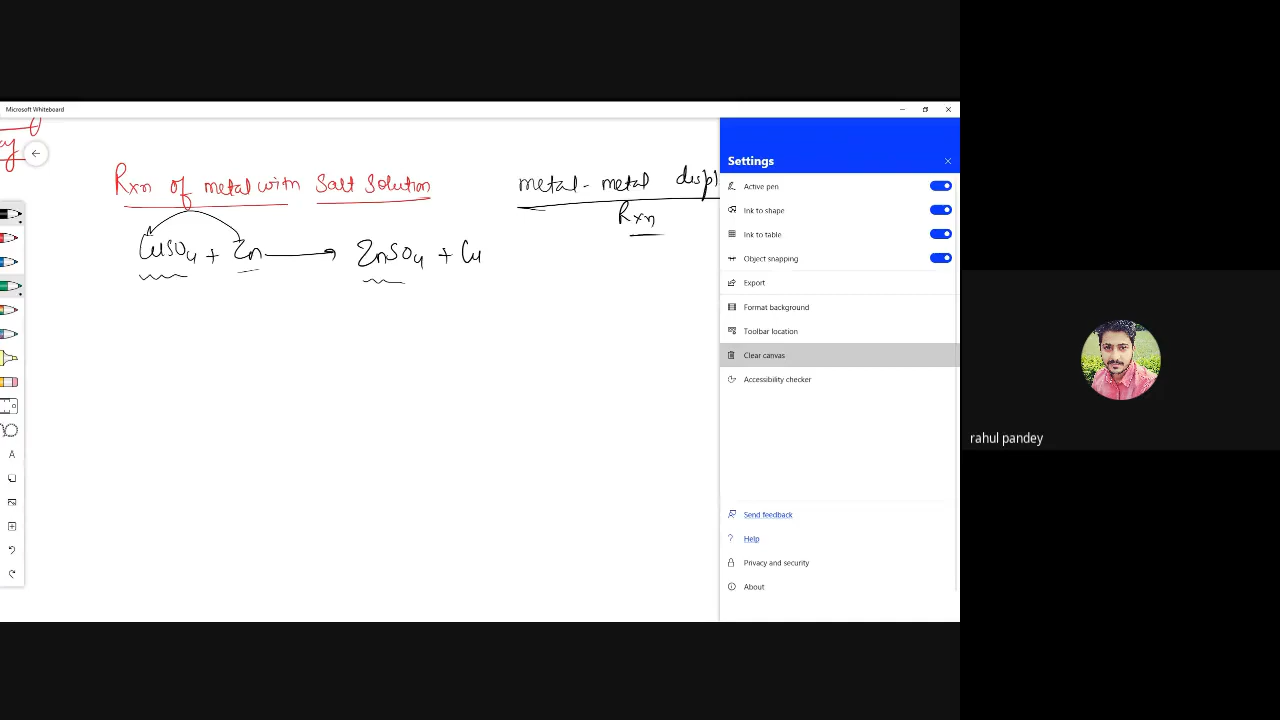 Microsoft Whiteboard
Rxn of metal with Salt Solution
metal - metal displ
Rxn
CuSO4 + Zn → ZnSO4 + Cu
Settings
Active pen
Ink to shape
Ink to table
Object snapping
Export
Format background
Toolbar location
Clear canvas
Accessibility checker
Send feedback
Help
Privacy and security
About
rahul pandey